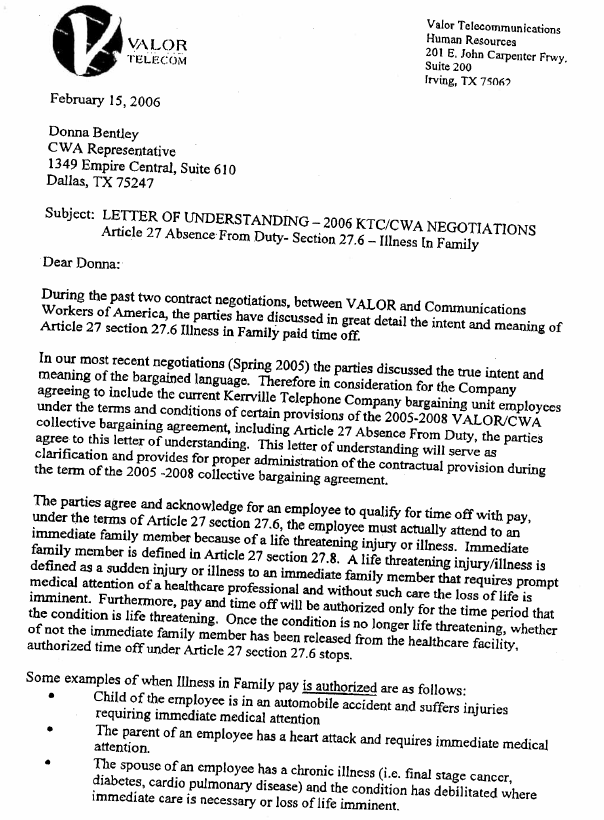 VALOR
TELECOM
Valor Telecommunications
Human Resources
201 E. John Carpenter Frwy.
Suite 200
Irving, TX 75062
February 15, 2006
Donna Bentley
CWA Representative
1349 Empire Central, Suite 610
Dallas, TX 75247
Subject: LETTER OF UNDERSTANDING – 2006 KTC/CWA NEGOTIATIONS
Article 27 Absence From Duty- Section 27.6 – Illness In Family
Dear Donna:
During the past two contract negotiations, between VALOR and Communications
Workers of America, the parties have discussed in great detail the intent and meaning of
Article 27 section 27.6 Illness in Family paid time off.
In our most recent negotiations (Spring 2005) the parties discussed the true intent and
meaning of the bargained language. Therefore in consideration for the Company
agreeing to include the current Kerrville Telephone Company bargaining unit employees
under the terms and conditions of certain provisions of the 2005-2008 VALOR/CWA
collective bargaining agreement, including Article 27 Absence From Duty, the parties
agree to this letter of understanding. This letter of understanding will serve as
clarification and provides for proper administration of the contractual provision during
the term of the 2005 -2008 collective bargaining agreement.
The parties agree and acknowledge for an employee to qualify for time off with pay,
under the terms of Article 27 section 27.6, the employee must actually attend to an
immediate family member because of a life threatening injury or illness. Immediate
family member is defined in Article 27 section 27.8. A life threatening injury/illness is
defined as a sudden injury or illness to an immediate family member that requires prompt
medical attention of a healthcare professional and without such care the loss of life is
imminent. Furthermore, pay and time off will be authorized only for the time period that
the condition is life threatening. Once the condition is no longer life threatening, whether
of not the immediate family member has been released from the healthcare facility,
authorized time off under Article 27 section 27.6 stops.
Some examples of when Illness in Family pay is authorized are as follows:
• Child of the employee is in an automobile accident and suffers injuries
requiring immediate medical attention
• The parent of an employee has a heart attack and requires immediate medical
attention.
• The spouse of an employee has a chronic illness (i.e. final stage cancer,
diabetes, cardio pulmonary disease) and the condition has debilitated where
immediate care is necessary or loss of life imminent.